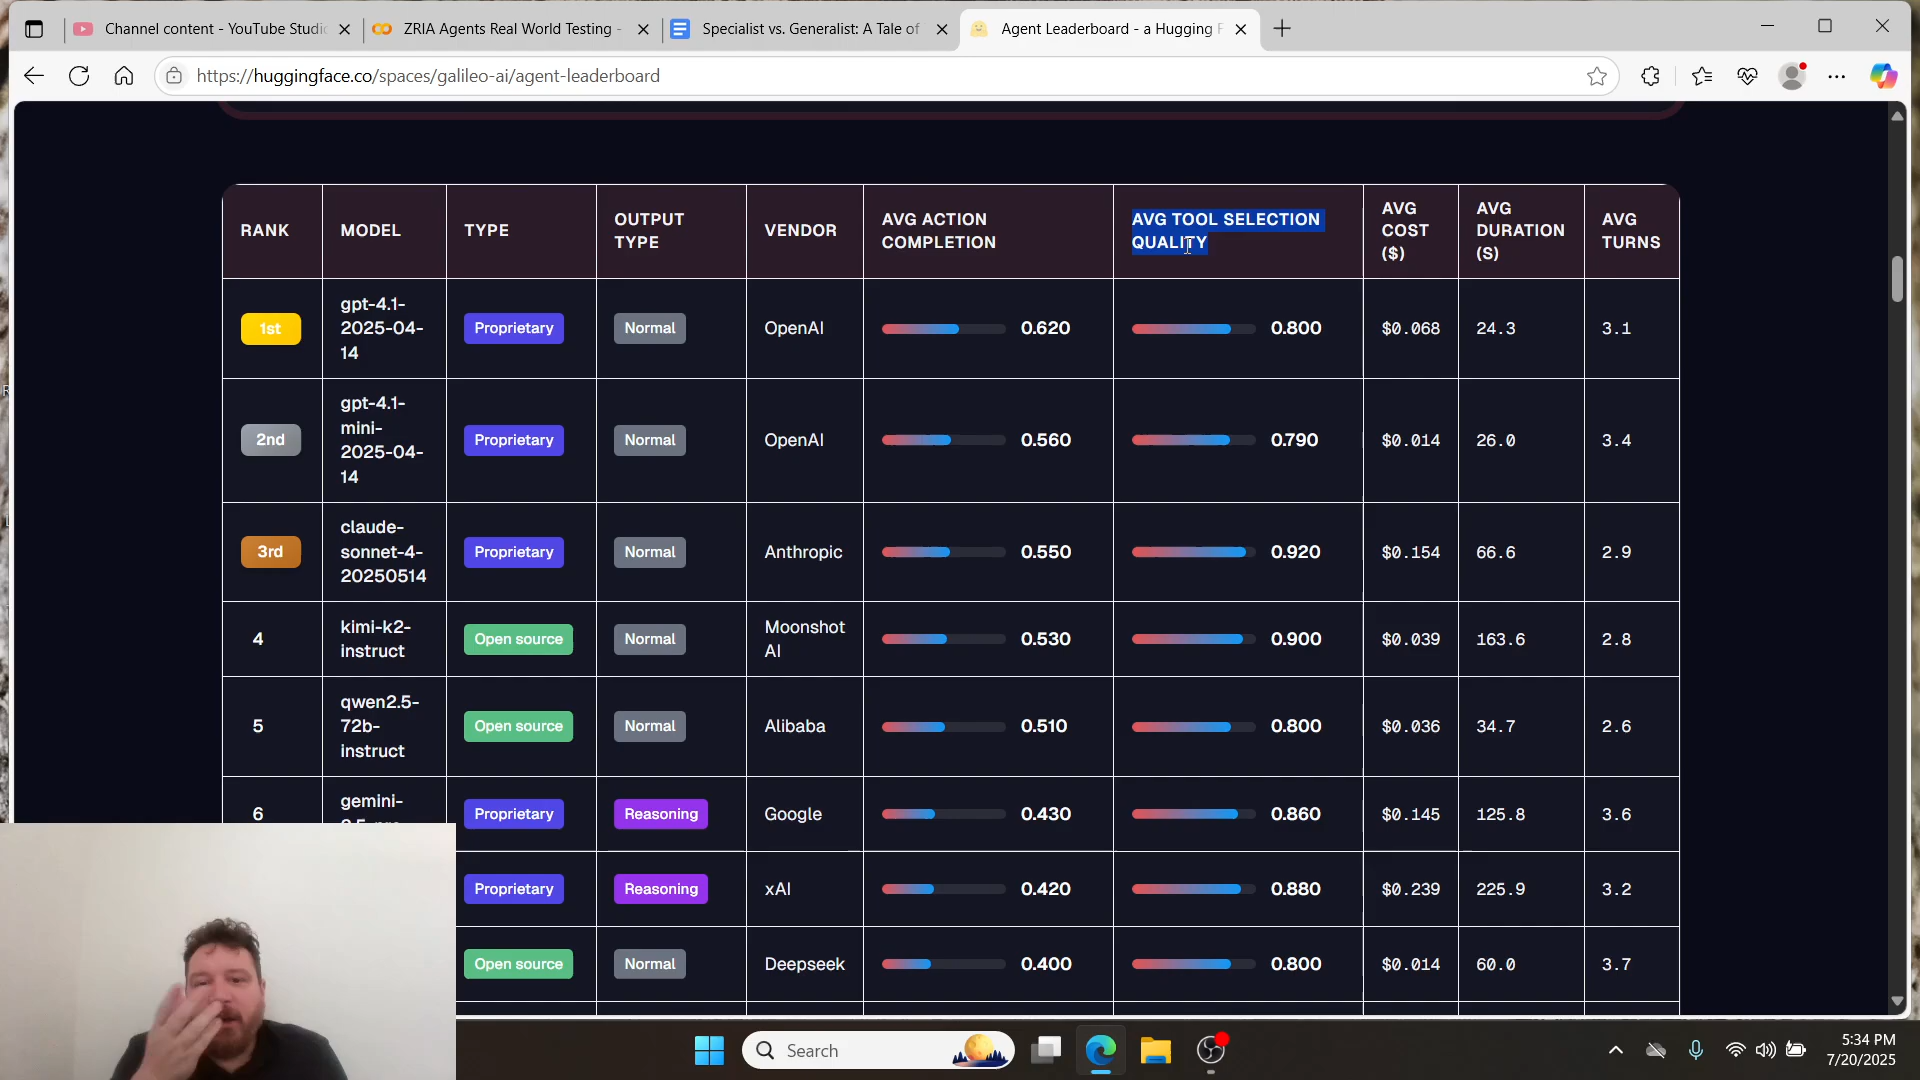 Channel content - YouTube Studio
ZRIA Agents Real World Testing -
Specialist vs. Generalist: A Tale of
Agent Leaderboard - a Hugging F
https://huggingface.co/spaces/galileo-ai/agent-leaderboard
RANK
MODEL
TYPE
OUTPUT
TYPE
VENDOR
AVG ACTION
COMPLETION
AVG TOOL SELECTION
QUALITY
AVG
COST
($)
AVG
DURATION
(S)
AVG
TURNS
1st
gpt-4.1-
2025-04-
14
Proprietary
Normal
OpenAI
0.620
0.800
$0.068
24.3
3.1
2nd
gpt-4.1-
mini-
2025-04-
14
Proprietary
Normal
OpenAI
0.560
0.790
$0.014
26.0
3.4
3rd
claude-
sonnet-4-
20250514
Proprietary
Normal
Anthropic
0.550
0.920
$0.154
66.6
2.9
4
kimi-k2-
instruct
Open source
Normal
Moonshot
AI
0.530
0.900
$0.039
163.6
2.8
5
qwen2.5-
72b-
instruct
Open source
Normal
Alibaba
0.510
0.800
$0.036
34.7
2.6
6
gemini-
Proprietary
Reasoning
Google
0.430
0.860
$0.145
125.8
3.6
Proprietary
Reasoning
xAI
0.420
0.880
$0.239
225.9
3.2
Open source
Normal
Deepseek
0.400
0.800
$0.014
60.0
3.7
Search
5:34 PM
7/20/2025